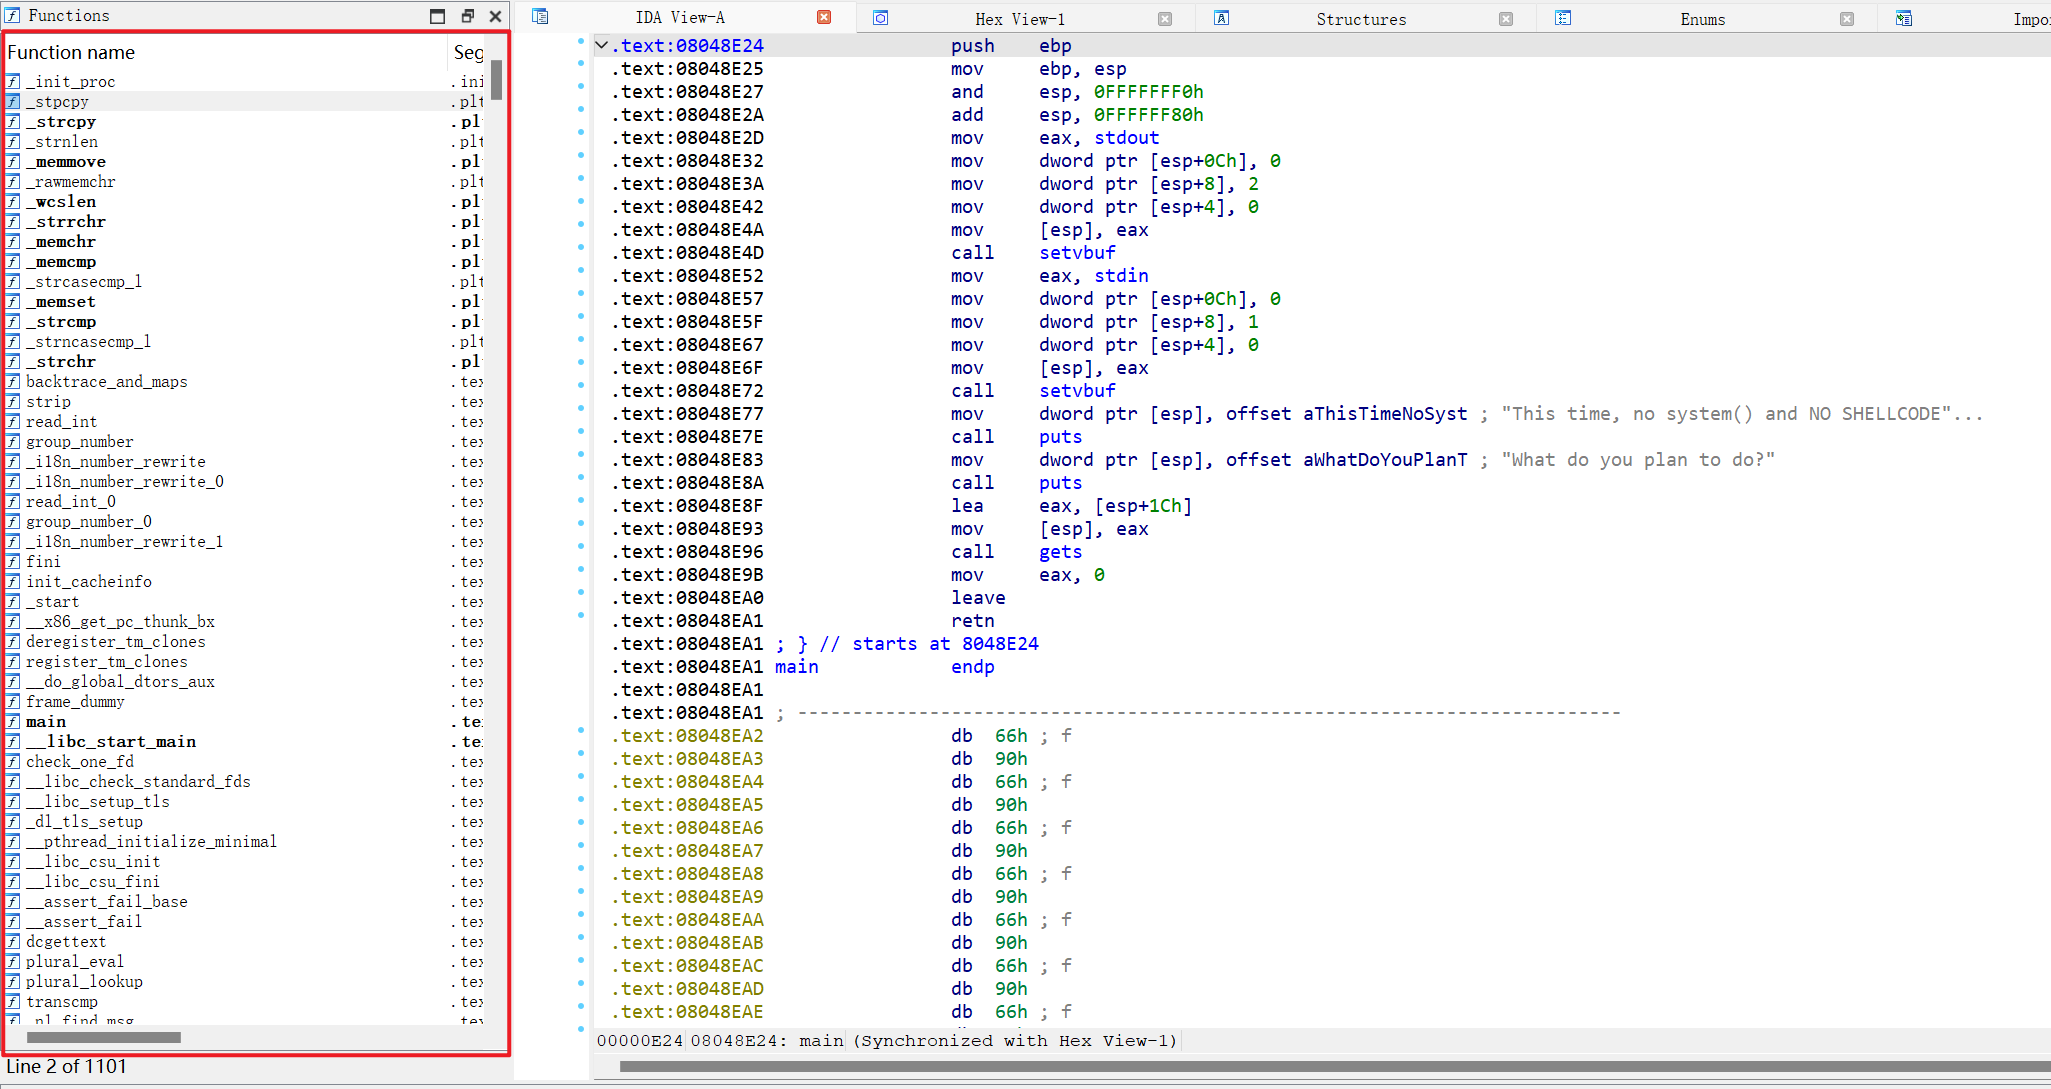 Functions
Function name Seg
_init_proc .ini
_stpcpy .plt
_strcpy .pl
_strnlen .plt
_memmove .pl
_rawmemchr .plt
_wcslen .pl
_strrchr .pl
_memchr .pl
_memcmp .pl
_strcasecmp_l .plt
_memset .pl
_strcmp .pl
_strncasecmp_l .plt
_strchr .pl
backtrace_and_maps .tex
strip .tex
read_int .tex
group_number .tex
_i18n_number_rewrite .tex
_i18n_number_rewrite_0 .tex
read_int_0 .tex
group_number_0 .tex
_i18n_number_rewrite_1 .tex
fini .tex
init_cacheinfo .tex
_start .tex
__x86_get_pc_thunk_bx .tex
deregister_tm_clones .tex
register_tm_clones .tex
__do_global_dtors_aux .tex
frame_dummy .tex
main .te
__libc_start_main .te
check_one_fd .tex
__libc_check_standard_fds .tex
__libc_setup_tls .tex
_dl_tls_setup .tex
__pthread_initialize_minimal .tex
__libc_csu_init .tex
__libc_csu_fini .tex
__assert_fail_base .tex
__assert_fail .tex
dcgettext .tex
plural_eval .tex
plural_lookup .tex
transcmp .tex
_nl_find_msg .tex
Line 2 of 1101
IDA View-A Hex View-1 Structures Enums Impo
.text:08048E24 push ebp
.text:08048E25 mov ebp, esp
.text:08048E27 and esp, 0FFFFFFF0h
.text:08048E2A add esp, 0FFFFFF80h
.text:08048E2D mov eax, stdout
.text:08048E32 mov dword ptr [esp+0Ch], 0
.text:08048E3A mov dword ptr [esp+8], 2
.text:08048E42 mov dword ptr [esp+4], 0
.text:08048E4A mov [esp], eax
.text:08048E4D call setvbuf
.text:08048E52 mov eax, stdin
.text:08048E57 mov dword ptr [esp+0Ch], 0
.text:08048E5F mov dword ptr [esp+8], 1
.text:08048E67 mov dword ptr [esp+4], 0
.text:08048E6F mov [esp], eax
.text:08048E72 call setvbuf
.text:08048E77 mov dword ptr [esp], offset aThisTimeNoSyst ; "This time, no system() and NO SHELLCODE"...
.text:08048E7E call puts
.text:08048E83 mov dword ptr [esp], offset aWhatDoYouPlanT ; "What do you plan to do?"
.text:08048E8A call puts
.text:08048E8F lea eax, [esp+1Ch]
.text:08048E93 mov [esp], eax
.text:08048E96 call gets
.text:08048E9B mov eax, 0
.text:08048EA0 leave
.text:08048EA1 retn
.text:08048EA1 ; } // starts at 8048E24
.text:08048EA1 main endp
.text:08048EA1
.text:08048EA1 ; ---------------------------------------------------------------------------
.text:08048EA2 db 66h ; f
.text:08048EA3 db 90h
.text:08048EA4 db 66h ; f
.text:08048EA5 db 90h
.text:08048EA6 db 66h ; f
.text:08048EA7 db 90h
.text:08048EA8 db 66h ; f
.text:08048EA9 db 90h
.text:08048EAA db 66h ; f
.text:08048EAB db 90h
.text:08048EAC db 66h ; f
.text:08048EAD db 90h
.text:08048EAE db 66h ; f
00000E24 08048E24: main (Synchronized with Hex View-1)